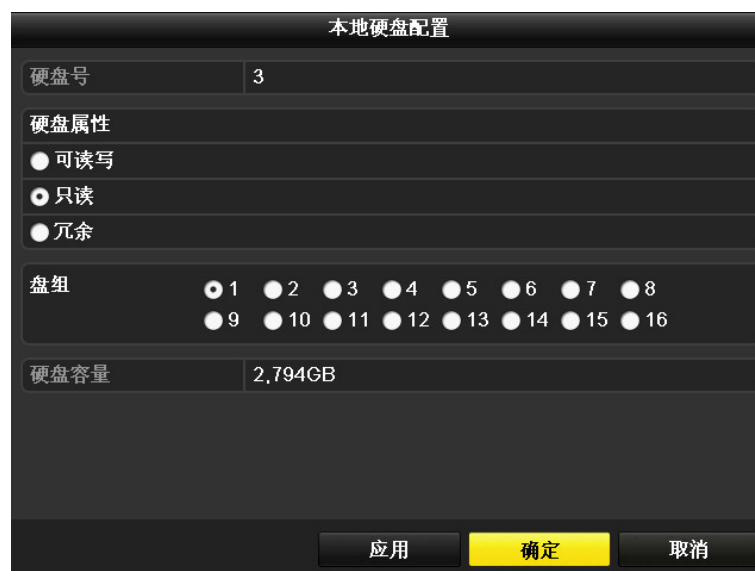 本地硬盘配置
硬盘号 3
硬盘属性
可读写
只读
冗余
盘组 1 2 3 4 5 6 7 8
9 10 11 12 13 14 15 16
硬盘容量 2,794GB
应用 确定 取消